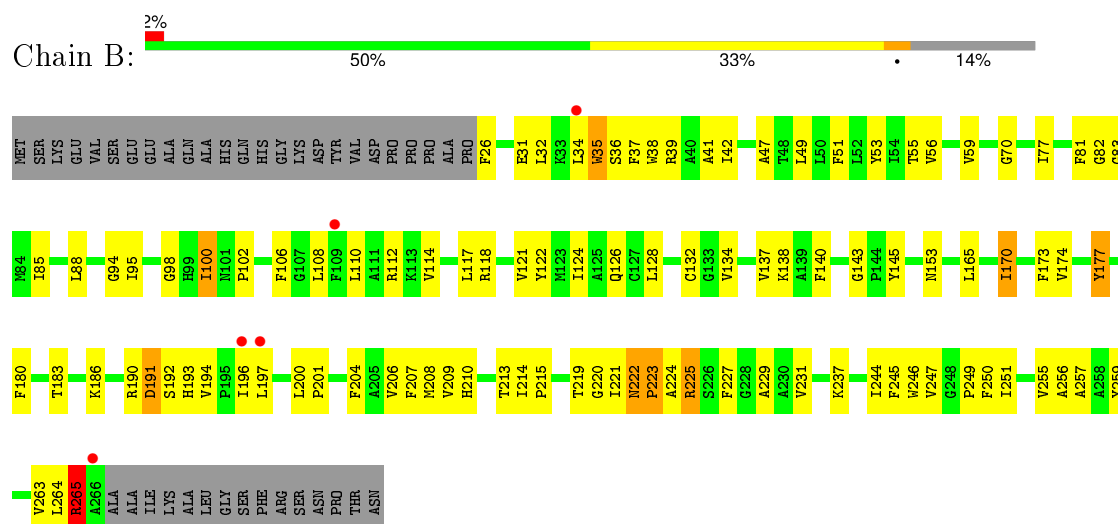 2%
Chain B:
50% 33% • 14%
MET SER LYS GLU VAL SER GLU GLU ALA GLN ALA HIS GLN HIS GLY LYS ASP TYR VAL ASP PRO PRO PRO ALA PRO F26 E31 L32 K33 L34 W35 S36 F37 W38 R39 A40 A41 I42 A47 T48 L49 L50 F51 L52 Y53 I54 T55 V56 V59 G70 I77 F81 G82 G83
M84 I85 L88 G94 I95 G98 H99 I100 N101 P102 F106 G107 L108 F109 L110 A111 R112 K113 V114 L117 R118 V121 Y122 M123 I124 A125 Q126 C127 L128 C132 G133 V134 V137 K138 A139 F140 G143 P144 Y145 N153 L165 I170 F173 V174 Y177
F180 T183 K186 R190 D191 S192 H193 V194 P195 I196 L197 L200 P201 F204 A205 V206 F207 M208 V209 H210 T213 I214 P215 T219 G220 I221 N222 P223 A224 R225 S226 F227 G228 A229 A230 V231 K237 I244 F245 W246 V247 G248 P249 F250 I251 V255 A256 A257 A258 Y259
V263 L264 R265 A266 ALA ALA ILE LYS ALA LEU GLY SER PHE ARG SER ASN PRO THR ASN